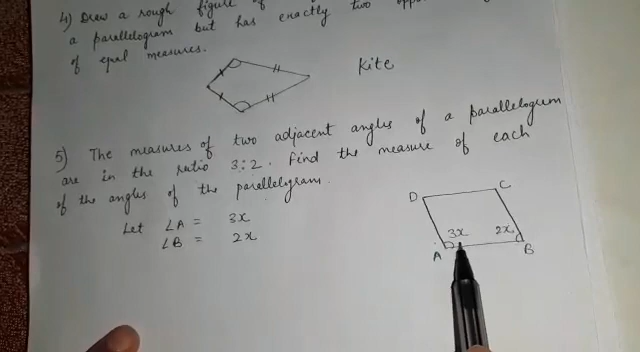 4) Draw a rough figure of
a parallelogram but has exactly two
of equal measures.
Kite
5) The measures of two adjacent angles of a parallelogram
are in the ratio 3:2. Find the measure of each
of the angles of the parallelogram.
Let ∠A = 3x
∠B = 2x
D
C
3x
2x
A
B